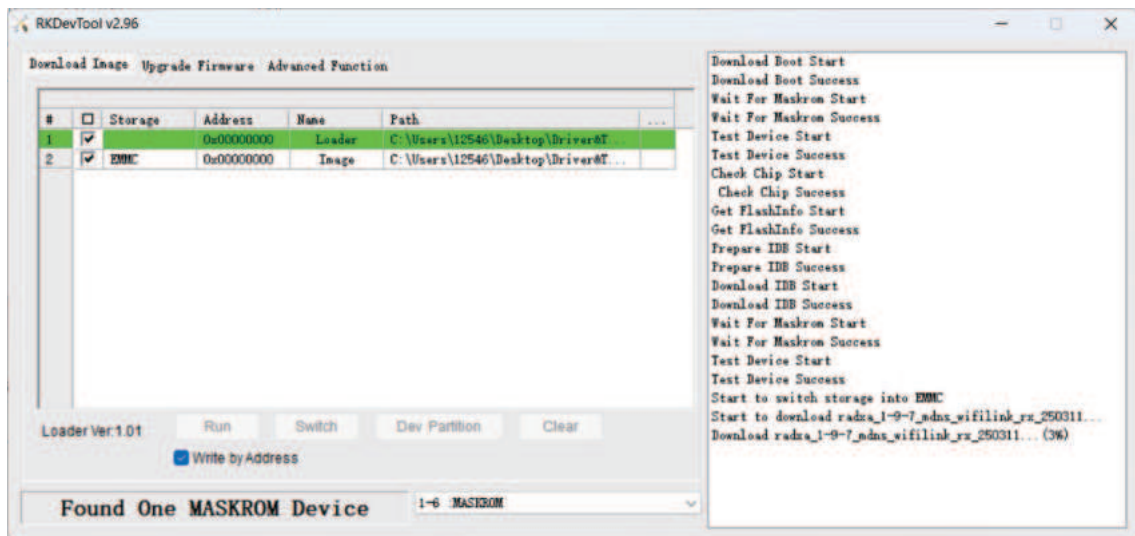 RKDevTool v2.96
Download Image Upgrade Firmware Advanced Function
# Storage Address Name Path ...
1 0x00000000 Loader C:\Users\12546\Desktop\Driver&T...
2 EMMC 0x00000000 Image C:\Users\12546\Desktop\Driver&T...
Loader Ver:1.01 Run Switch Dev Partition Clear
Write by Address
Found One MASKROM Device 1-6 :MASKROM
Download Boot Start
Download Boot Success
Wait For Maskrom Start
Wait For Maskrom Success
Test Device Start
Test Device Success
Check Chip Start
Check Chip Success
Get FlashInfo Start
Get FlashInfo Success
Prepare IDB Start
Prepare IDB Success
Download IDB Start
Download IDB Success
Wait For Maskrom Start
Wait For Maskrom Success
Test Device Start
Test Device Success
Start to switch storage into EMMC
Start to download radxa_1-9-7_mdns_wifilink_rx_250311...
Download radxa_1-9-7_mdns_wifilink_rx_250311... (3%)